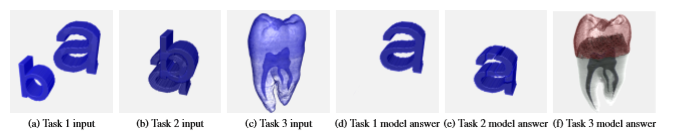 b a
b a
a
a
(a) Task 1 input (b) Task 2 input (c) Task 3 input (d) Task 1 model answer (e) Task 2 model answer (f) Task 3 model answer